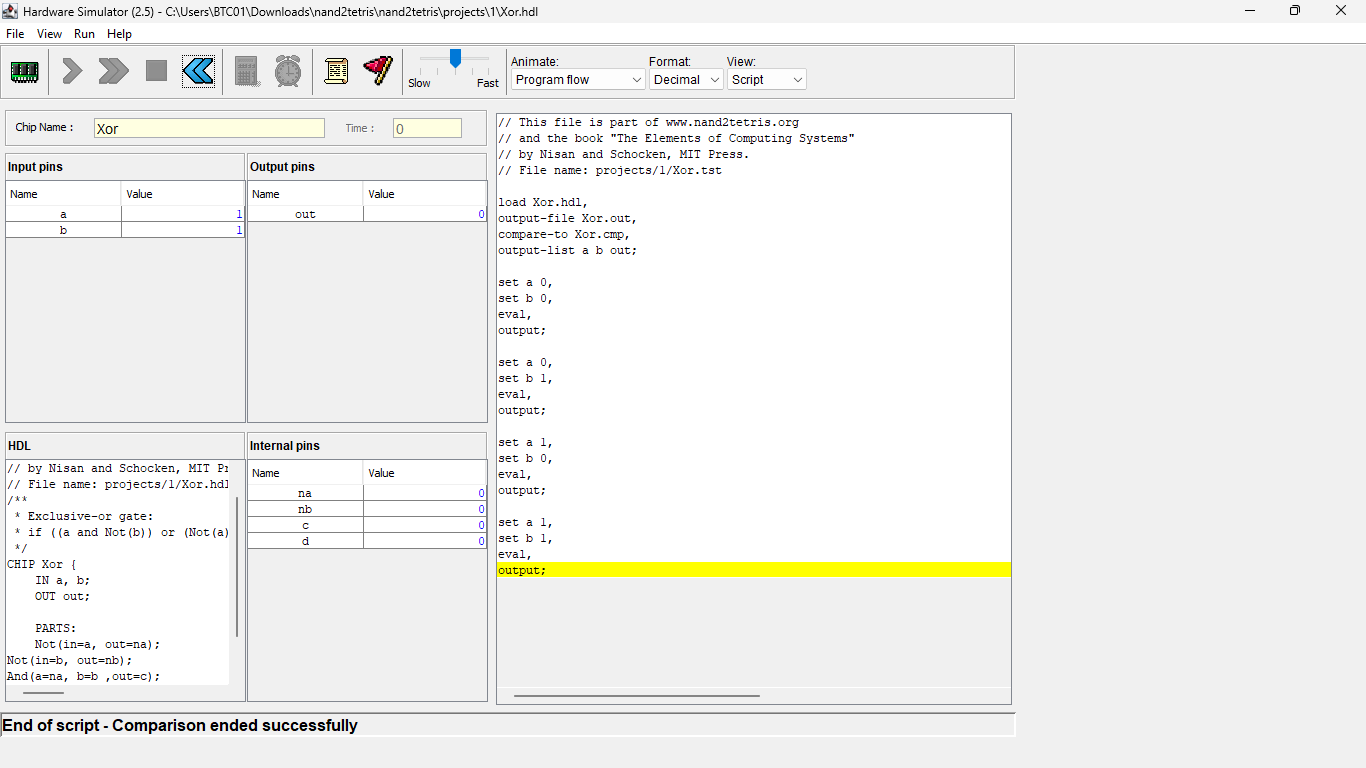 Hardware Simulator (2.5) - C:\Users\BTC01\Downloads\nand2tetris\nand2tetris\projects\1\Xor.hdl
File View Run Help
Slow Fast
Animate: Format: View:
Program flow Decimal Script
Chip Name : Xor Time : 0
Input pins
Name Value
a 1
b 1
Output pins
Name Value
out 0
HDL
// by Nisan and Schocken, MIT Pr
// File name: projects/1/Xor.hdl
/**
* Exclusive-or gate:
* if ((a and Not(b)) or (Not(a)
*/
CHIP Xor {
IN a, b;
OUT out;
PARTS:
Not(in=a, out=na);
Not(in=b, out=nb);
And(a=na, b=b ,out=c);
Internal pins
Name Value
na 0
nb 0
c 0
d 0
// This file is part of www.nand2tetris.org
// and the book "The Elements of Computing Systems"
// by Nisan and Schocken, MIT Press.
// File name: projects/1/Xor.tst
load Xor.hdl,
output-file Xor.out,
compare-to Xor.cmp,
output-list a b out;
set a 0,
set b 0,
eval,
output;
set a 0,
set b 1,
eval,
output;
set a 1,
set b 0,
eval,
output;
set a 1,
set b 1,
eval,
output;
End of script - Comparison ended successfully